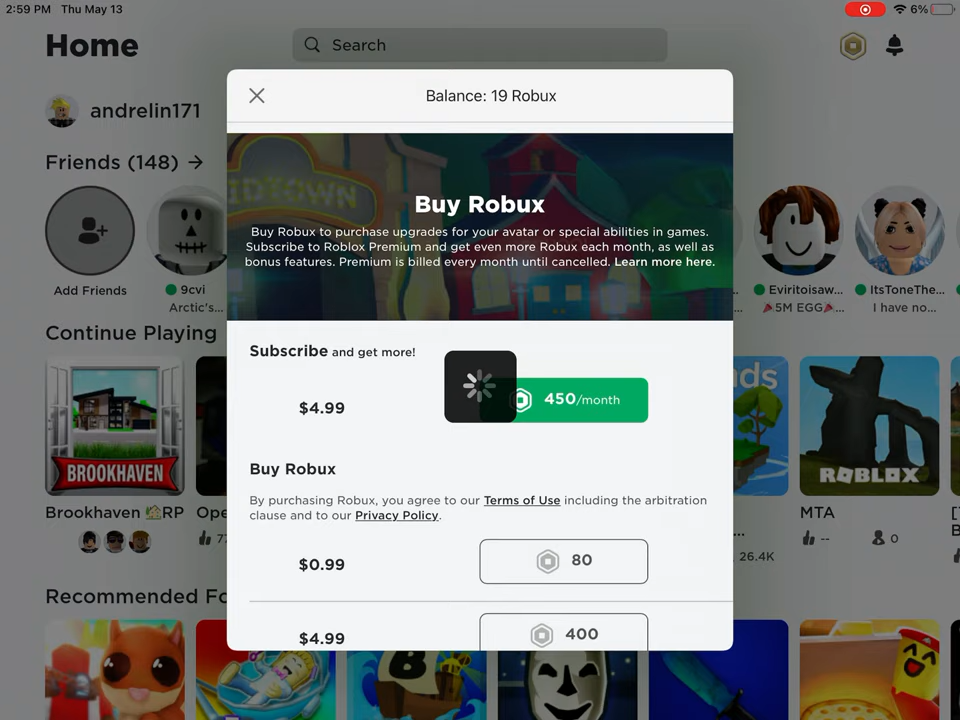 2:59 PM Thu May 13
6%
Home
Search
Balance: 19 Robux
andrelin171
Friends (148) →
Buy Robux
Buy Robux to purchase upgrades for your avatar or special abilities in games.
Subscribe to Roblox Premium and get even more Robux each month, as well as
bonus features. Premium is billed every month until cancelled. Learn more here.
Add Friends
9cvi
Arctic's...
Eviritoisaw...
5M EGG
...
ItsToneThe...
I have no...
Continue Playing
Subscribe and get more!
$4.99
450/month
BROOKHAVEN
ROBLOX
Brookhaven RP
MTA
--
0
26.4K
Buy Robux
By purchasing Robux, you agree to our Terms of Use including the arbitration
clause and to our Privacy Policy.
$0.99
80
Recommended Fo
$4.99
400